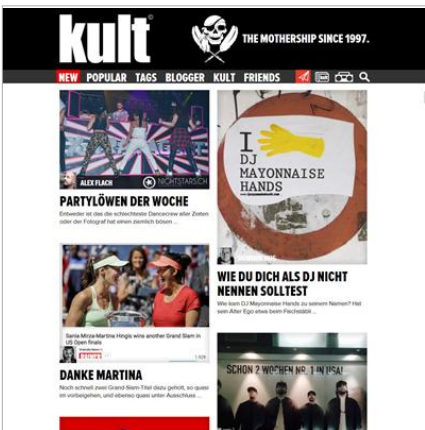 kult
THE MOTHERSHIP SINCE 1997.
NEW POPULAR TAGS BLOGGER KULT FRIENDS
ALEX FLACH
NIGHTSTARS.CH
PARTYLÖWEN DER WOCHE
Entweder ist das die schlechteste Dancecrew aller Zeiten
oder der Fotograf hat einen ziemlich bösen ...
Sania Mirza-Martina Hingis wins another Grand Slam in
US Open finals
DANKE MARTINA
Noch schnell zwei Grand-Slam-Titel dazu geholt, so quasi
im vorbeigehen, und ebenso quasi unter Ausschluss ...
I
DJ
MAYONNAISE
HANDS
WIE DU DICH ALS DJ NICHT
NENNEN SOLLTEST
Wie kam DJ Mayonnaise Hands zu seinem Namen? Hat
sein Alter Ego etwas beim Fleischstäbli ...
SCHON 2 WOCHEN NR. 1 IN USA!